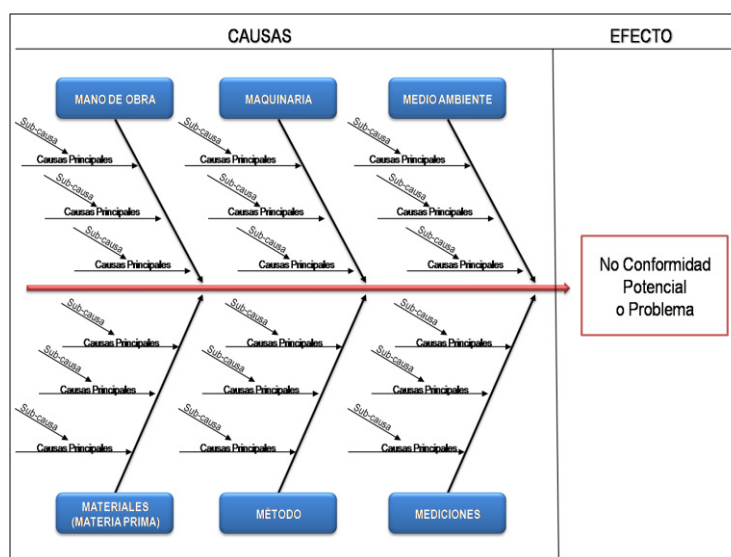 CAUSAS
EFECTO
MANO DE OBRA
MAQUINARIA
MEDIO AMBIENTE
Sub-causa
Causas Principales
Sub-causa
Causas Principales
Sub-causa
Causas Principales
Sub-causa
Causas Principales
Sub-causa
Causas Principales
Sub-causa
Causas Principales
Sub-causa
Causas Principales
Sub-causa
Causas Principales
Sub-causa
Causas Principales
No Conformidad
Potencial
o Problema
Sub-causa
Causas Principales
Sub-causa
Causas Principales
Sub-causa
Causas Principales
Sub-causa
Causas Principales
Sub-causa
Causas Principales
Sub-causa
Causas Principales
Sub-causa
Causas Principales
Sub-causa
Causas Principales
Sub-causa
Causas Principales
MATERIALES
(MATERIA PRIMA)
MÉTODO
MEDICIONES